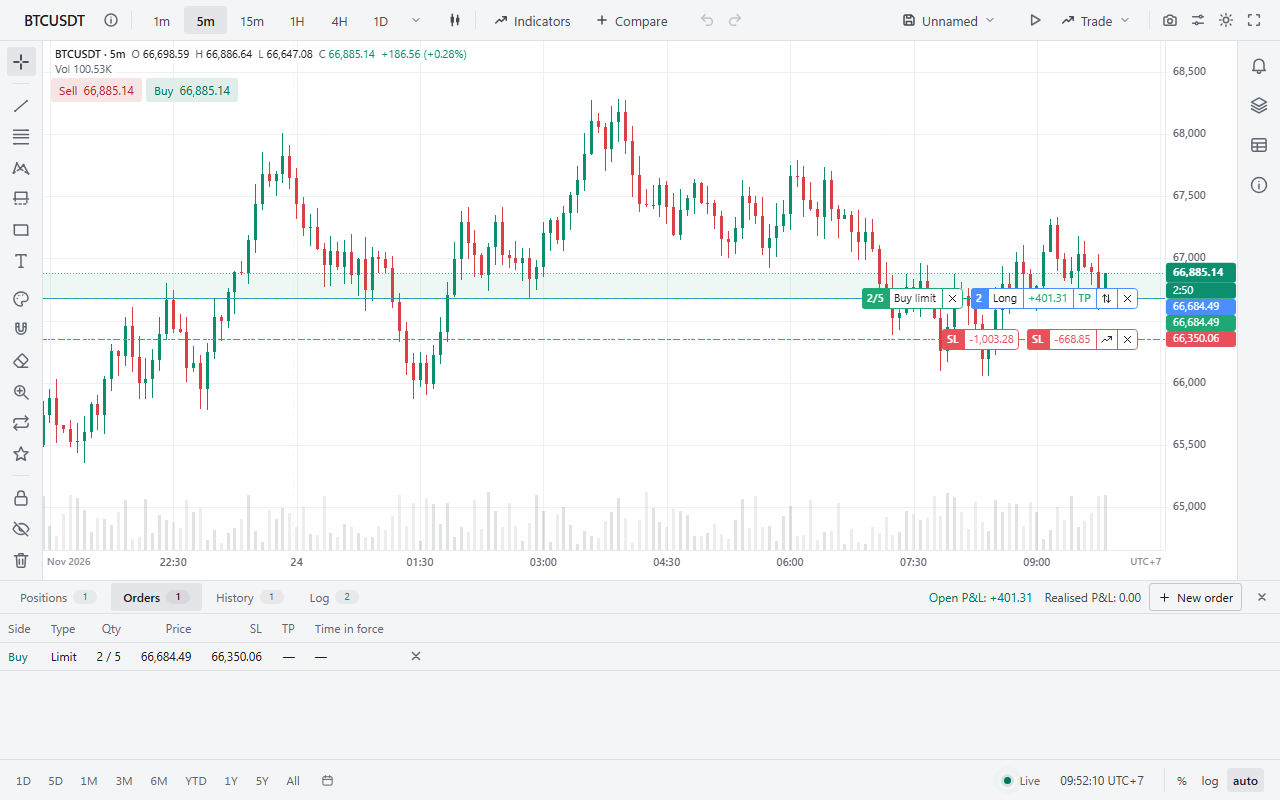 BTCUSDT 1m 5m 15m 1H 4H 1D Indicators Compare Unnamed Trade
BTCUSDT · 5m O 66,698.59 H 66,886.64 L 66,647.08 C 66,885.14 +186.56 (+0.28%)
Vol 100.53K
Sell 66,885.14 Buy 66,885.14
68,500
68,000
67,500
67,000
66,885.14
2:50
2/5 Buy limit 2 Long +401.31 TP
66,684.49
66,684.49
SL -1,003.28 SL -668.85 66,350.06
66,000
65,500
65,000
Nov 2026 22:30 24 01:30 03:00 04:30 06:00 07:30 09:00 UTC+7
Positions 1 Orders 1 History 1 Log 2 Open P&L: +401.31 Realised P&L: 0.00 New order
Side Type Qty Price SL TP Time in force
Buy Limit 2 / 5 66,684.49 66,350.06 — —
1D 5D 1M 3M 6M YTD 1Y 5Y All Live 09:52:10 UTC+7 % log auto